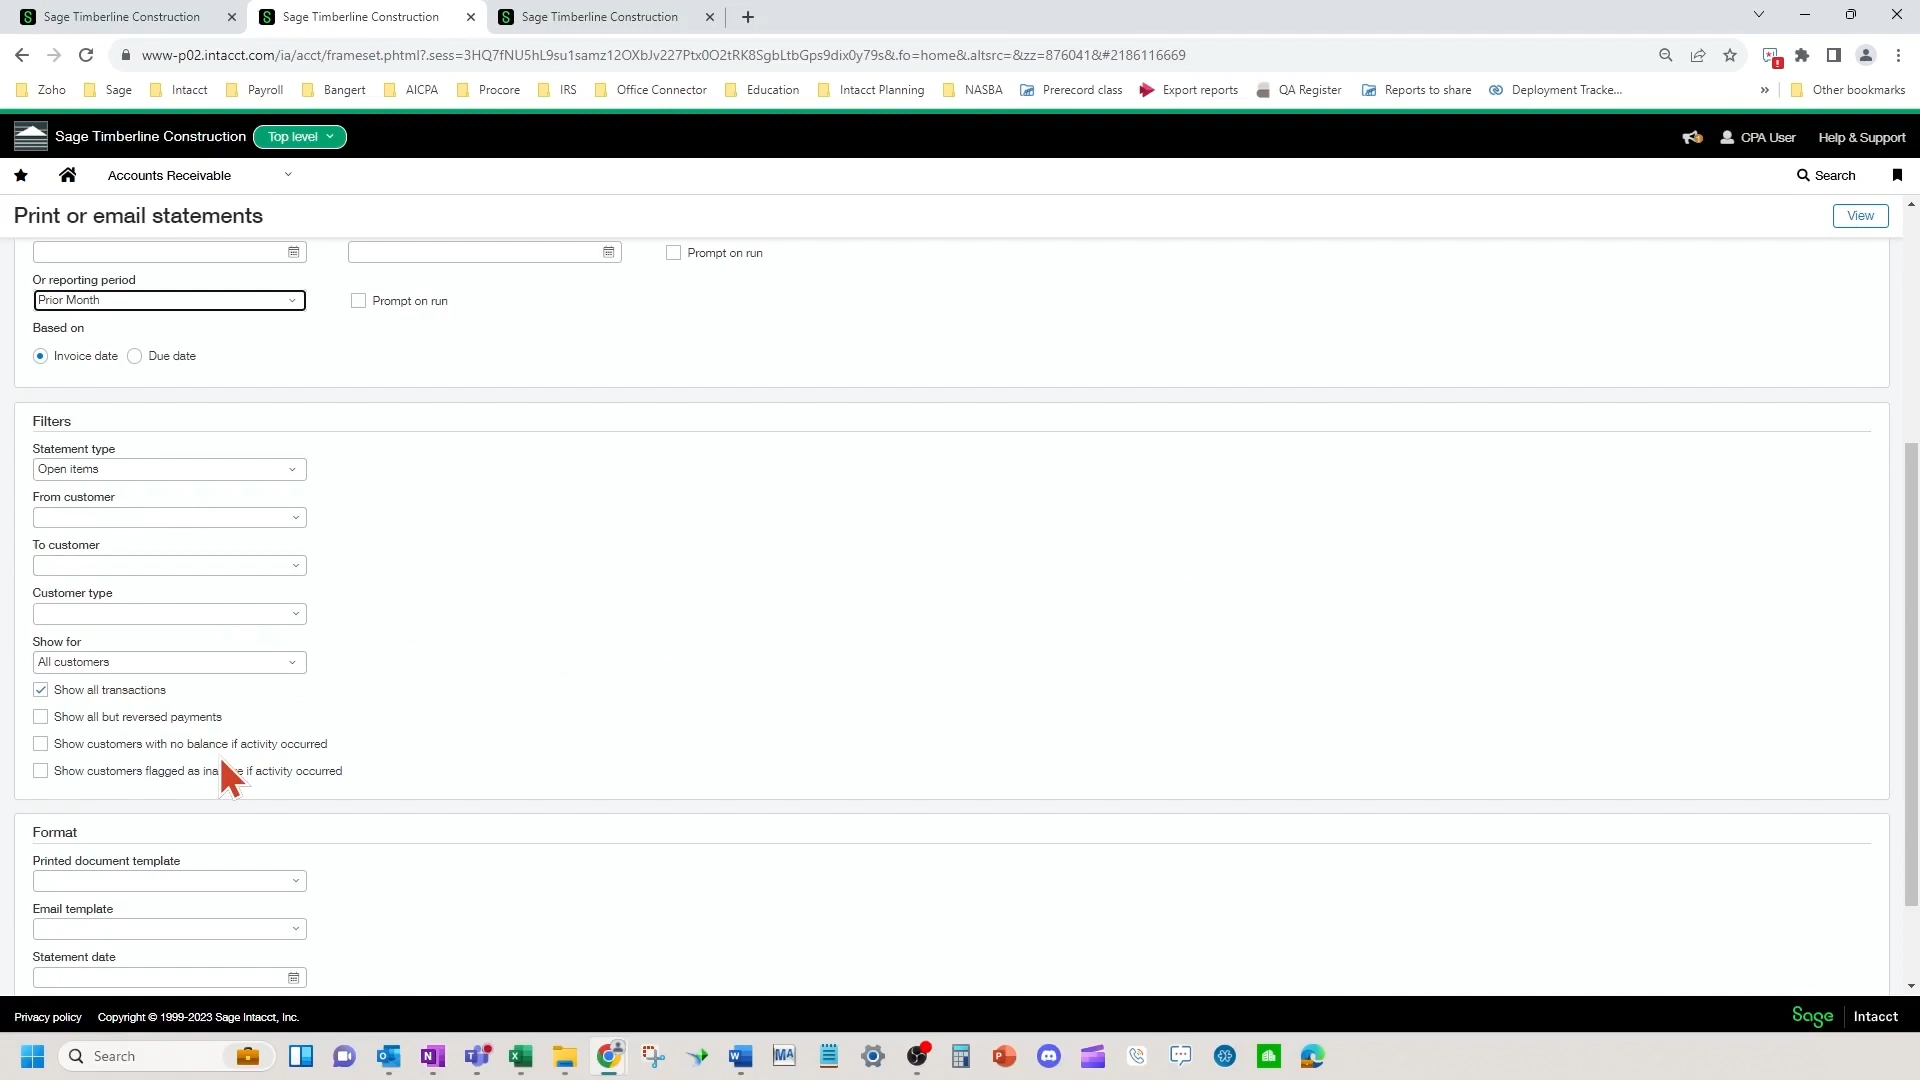 Sage Timberline Construction
Sage Timberline Construction
Sage Timberline Construction
www-p02.intacct.com/ia/acct/frameset.phtml?.sess=3HQ7fNU5hL9su1samz12OXbJv227Ptx0O2tRK8SgbLtbGps9dix0y79s&.fo=home&.altsrc=&zz=876041&#2186116669
Zoho Sage Intacct Payroll Bangert AICPA Procore IRS Office Connector Education Intacct Planning NASBA Prerecord class Export reports QA Register Reports to share Deployment Tracke... » Other bookmarks
Sage Timberline Construction Top level CPA User Help & Support
Accounts Receivable Search
Print or email statements View
Prompt on run
Or reporting period
Prior Month Prompt on run
Based on
Invoice date Due date
Filters
Statement type
Open items
From customer
To customer
Customer type
Show for
All customers
Show all transactions
Show all but reversed payments
Show customers with no balance if activity occurred
Show customers flagged as if activity occurred
Format
Printed document template
Email template
Statement date
Privacy policy Copyright © 1999-2023 Sage Intacct, Inc. Sage Intacct
Search